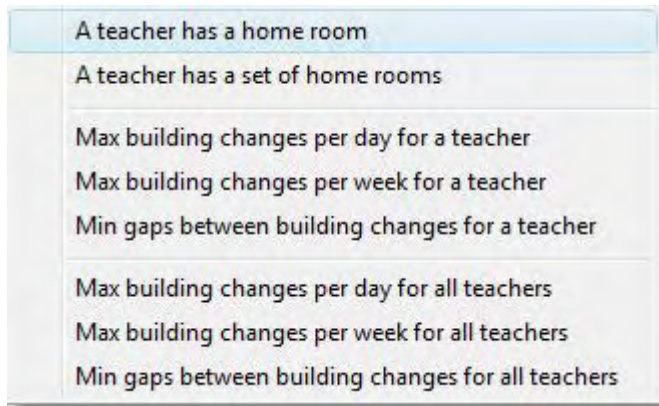 A teacher has a home room
A teacher has a set of home rooms
Max building changes per day for a teacher
Max building changes per week for a teacher
Min gaps between building changes for a teacher
Max building changes per day for all teachers
Max building changes per week for all teachers
Min gaps between building changes for all teachers